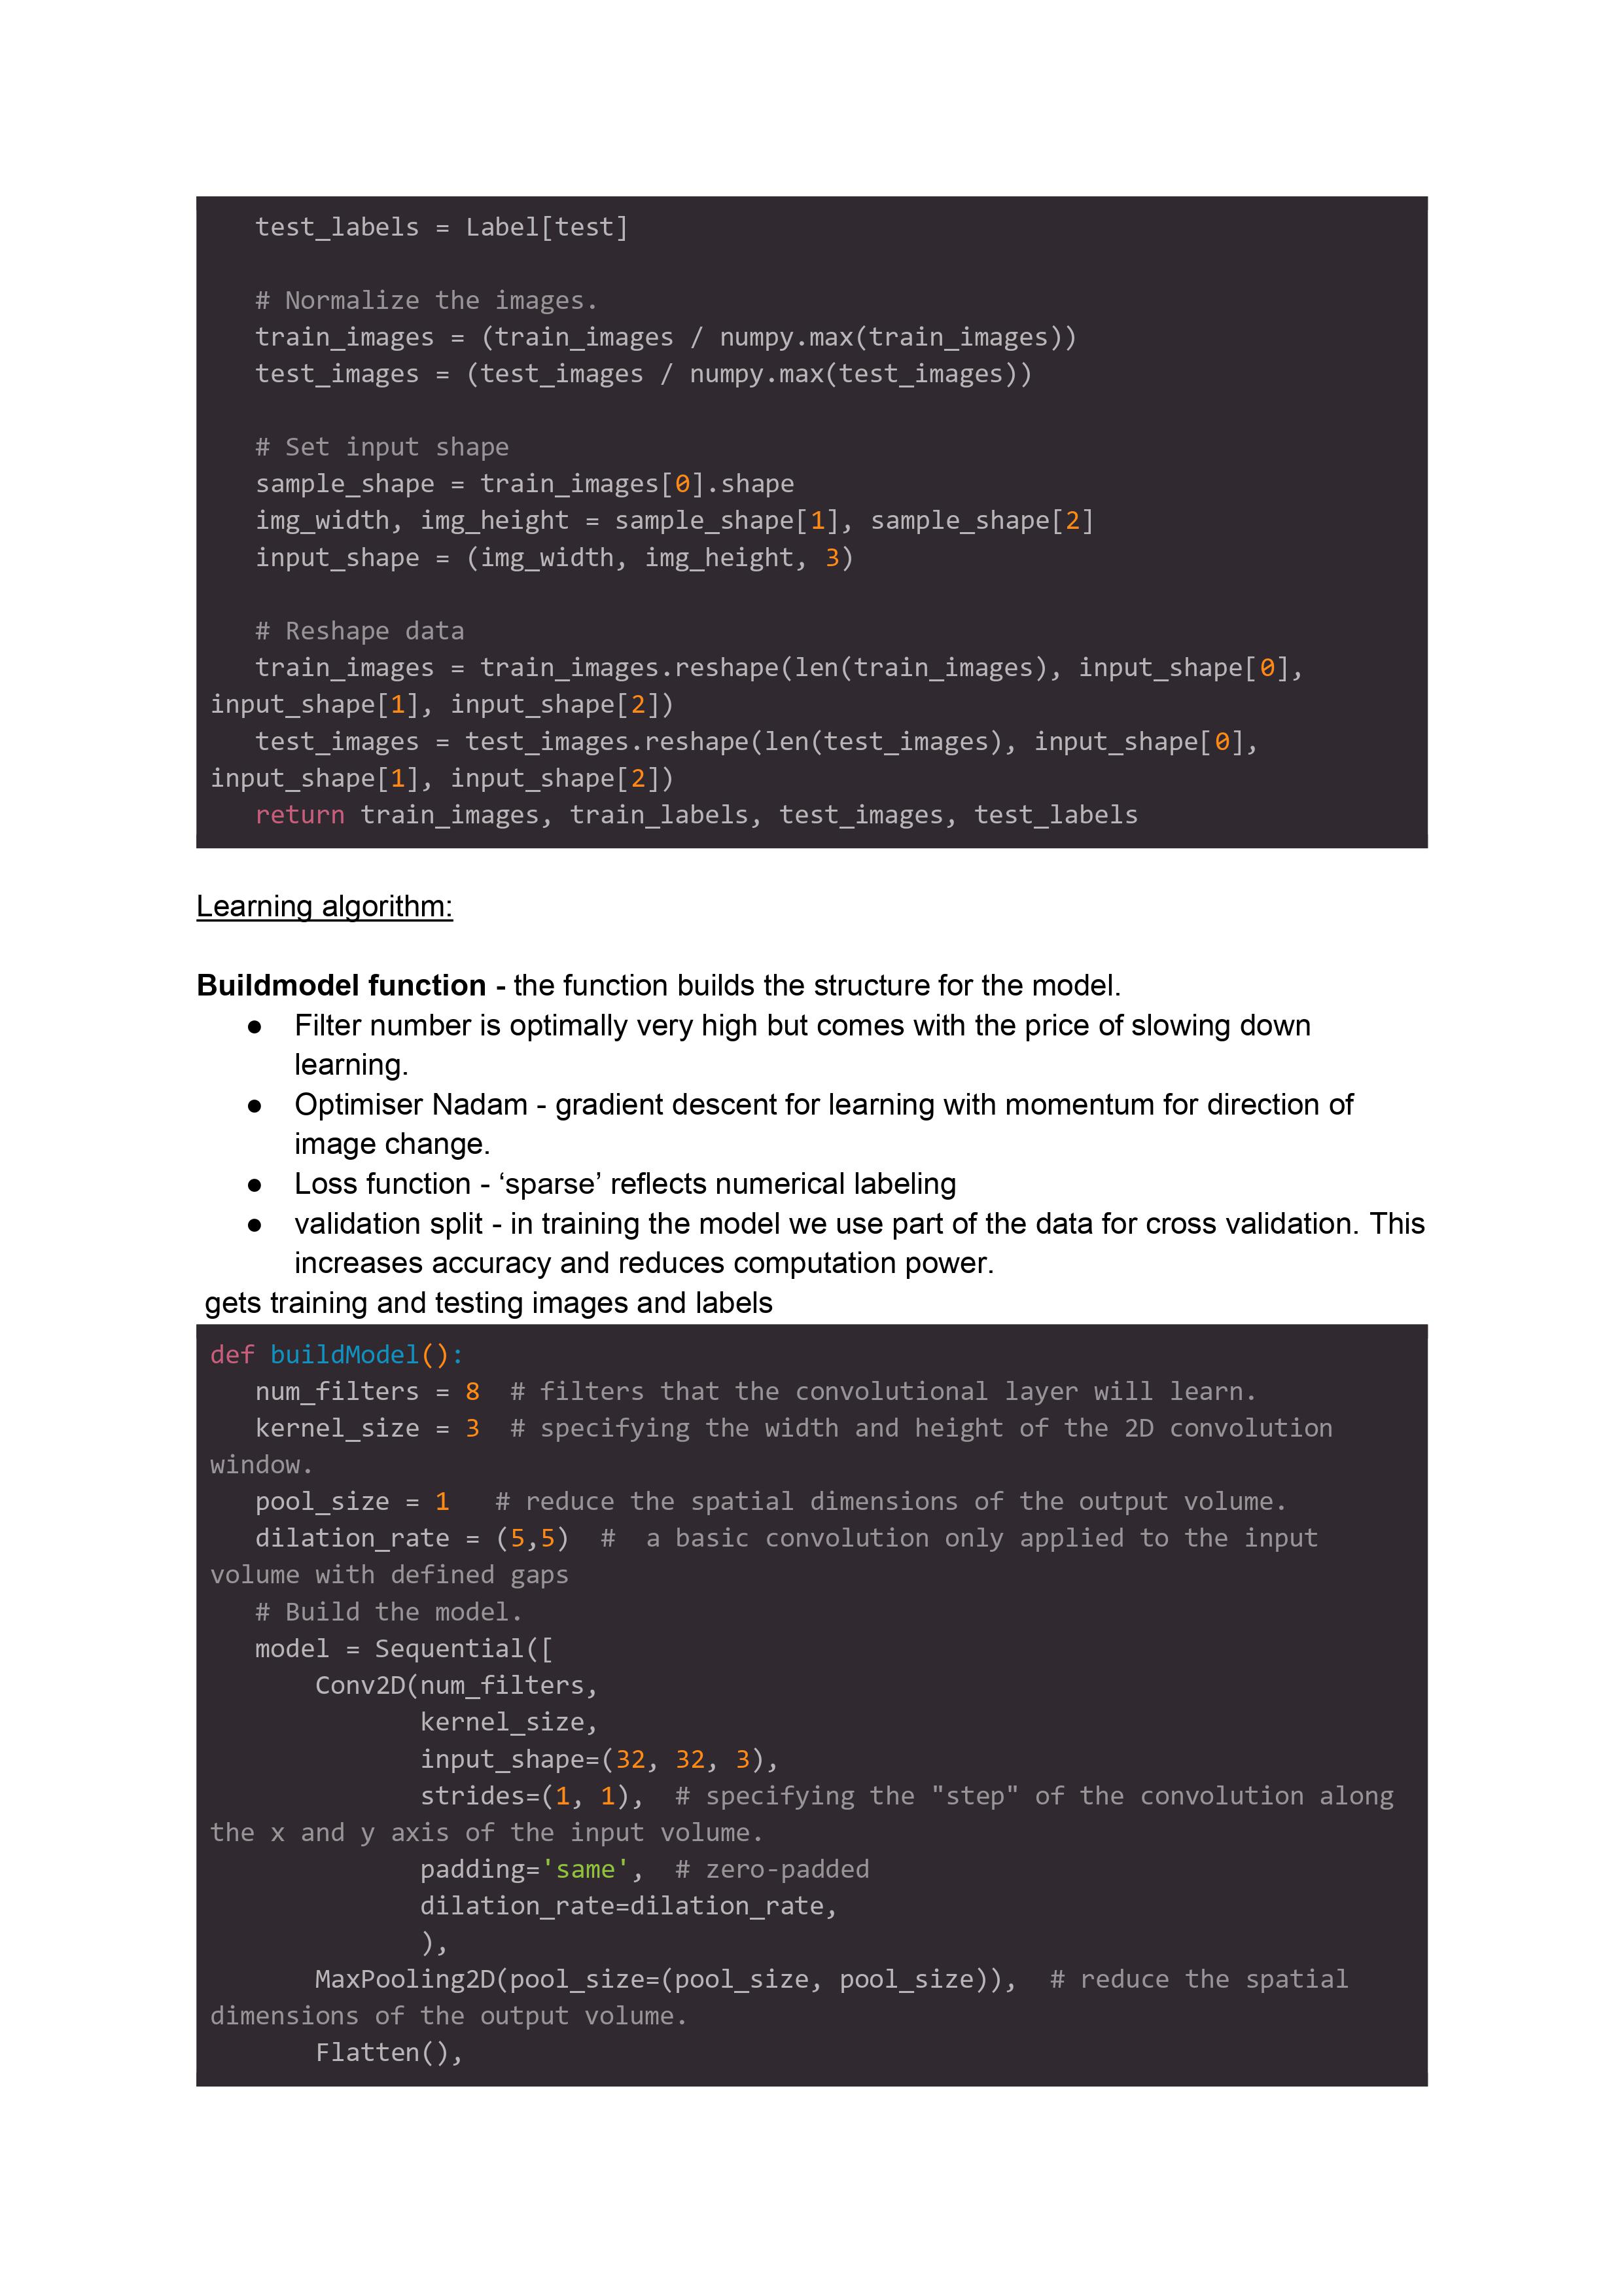 test_labels = Label[test]
# Normalize the images.
train_images = (train_images / numpy.max(train_images))
test_images = (test_images / numpy.max(test_images))
# Set input shape
sample_shape = train_images[0].shape
img_width, img_height = sample_shape[1], sample_shape[2]
input_shape = (img_width, img_height, 3)
# Reshape data
train_images = train_images.reshape(len(train_images), input_shape[0],
input_shape[1], input_shape[2])
test_images = test_images.reshape(len(test_images), input_shape[0],
input_shape[1], input_shape[2])
return train_images, train_labels, test_images, test_labels
Learning algorithm:
Buildmodel function - the function builds the structure for the model.
● Filter number is optimally very high but comes with the price of slowing down
learning.
● Optimiser Nadam - gradient descent for learning with momentum for direction of
image change.
● Loss function - ‘sparse’ reflects numerical labeling
● validation split - in training the model we use part of the data for cross validation. This
increases accuracy and reduces computation power.
gets training and testing images and labels
def buildModel():
num_filters = 8  # filters that the convolutional layer will learn.
kernel_size = 3  # specifying the width and height of the 2D convolution
window.
pool_size = 1   # reduce the spatial dimensions of the output volume.
dilation_rate = (5,5)  #  a basic convolution only applied to the input
volume with defined gaps
# Build the model.
model = Sequential([
Conv2D(num_filters,
kernel_size,
input_shape=(32, 32, 3),
strides=(1, 1),  # specifying the "step" of the convolution along
the x and y axis of the input volume.
padding='same',  # zero-padded
dilation_rate=dilation_rate,
),
MaxPooling2D(pool_size=(pool_size, pool_size)),  # reduce the spatial
dimensions of the output volume.
Flatten(),